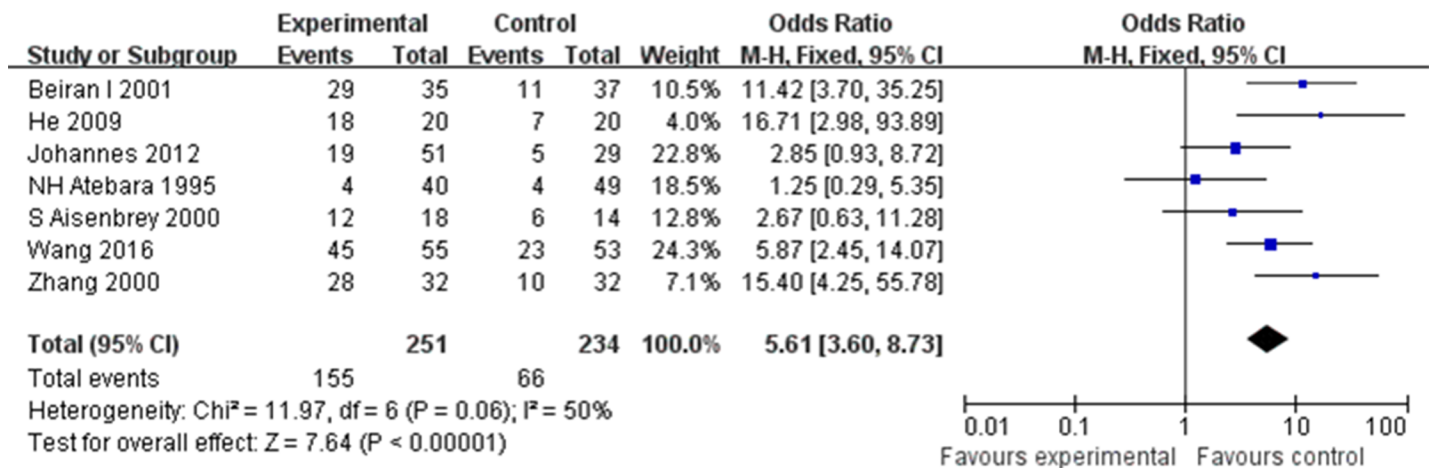 Experimental Control Odds Ratio Odds Ratio
Study or Subgroup Events Total Events Total Weight M-H, Fixed, 95% CI M-H, Fixed, 95% CI
Beiran I 2001 29 35 11 37 10.5% 11.42 [3.70, 35.25]
He 2009 18 20 7 20 4.0% 16.71 [2.98, 93.89]
Johannes 2012 19 51 5 29 22.8% 2.85 [0.93, 8.72]
NH Atebara 1995 4 40 4 49 18.5% 1.25 [0.29, 5.35]
S Aisenbrey 2000 12 18 6 14 12.8% 2.67 [0.63, 11.28]
Wang 2016 45 55 23 53 24.3% 5.87 [2.45, 14.07]
Zhang 2000 28 32 10 32 7.1% 15.40 [4.25, 55.78]
Total (95% CI) 251 234 100.0% 5.61 [3.60, 8.73]
Total events 155 66
Heterogeneity: Chi² = 11.97, df = 6 (P = 0.06); I² = 50%
Test for overall effect: Z = 7.64 (P < 0.00001)
0.01 0.1 1 10 100
Favours experimental Favours control